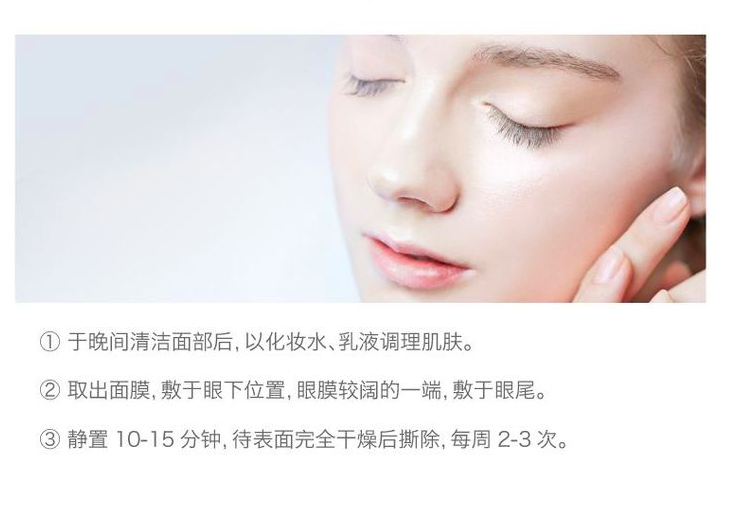 ① 于晚间清洁面部后, 以化妆水、乳液调理肌肤。
② 取出面膜, 敷于眼下位置, 眼膜较阔的一端, 敷于眼尾。
③ 静置 10-15 分钟, 待表面完全干燥后撕除, 每周 2-3 次。